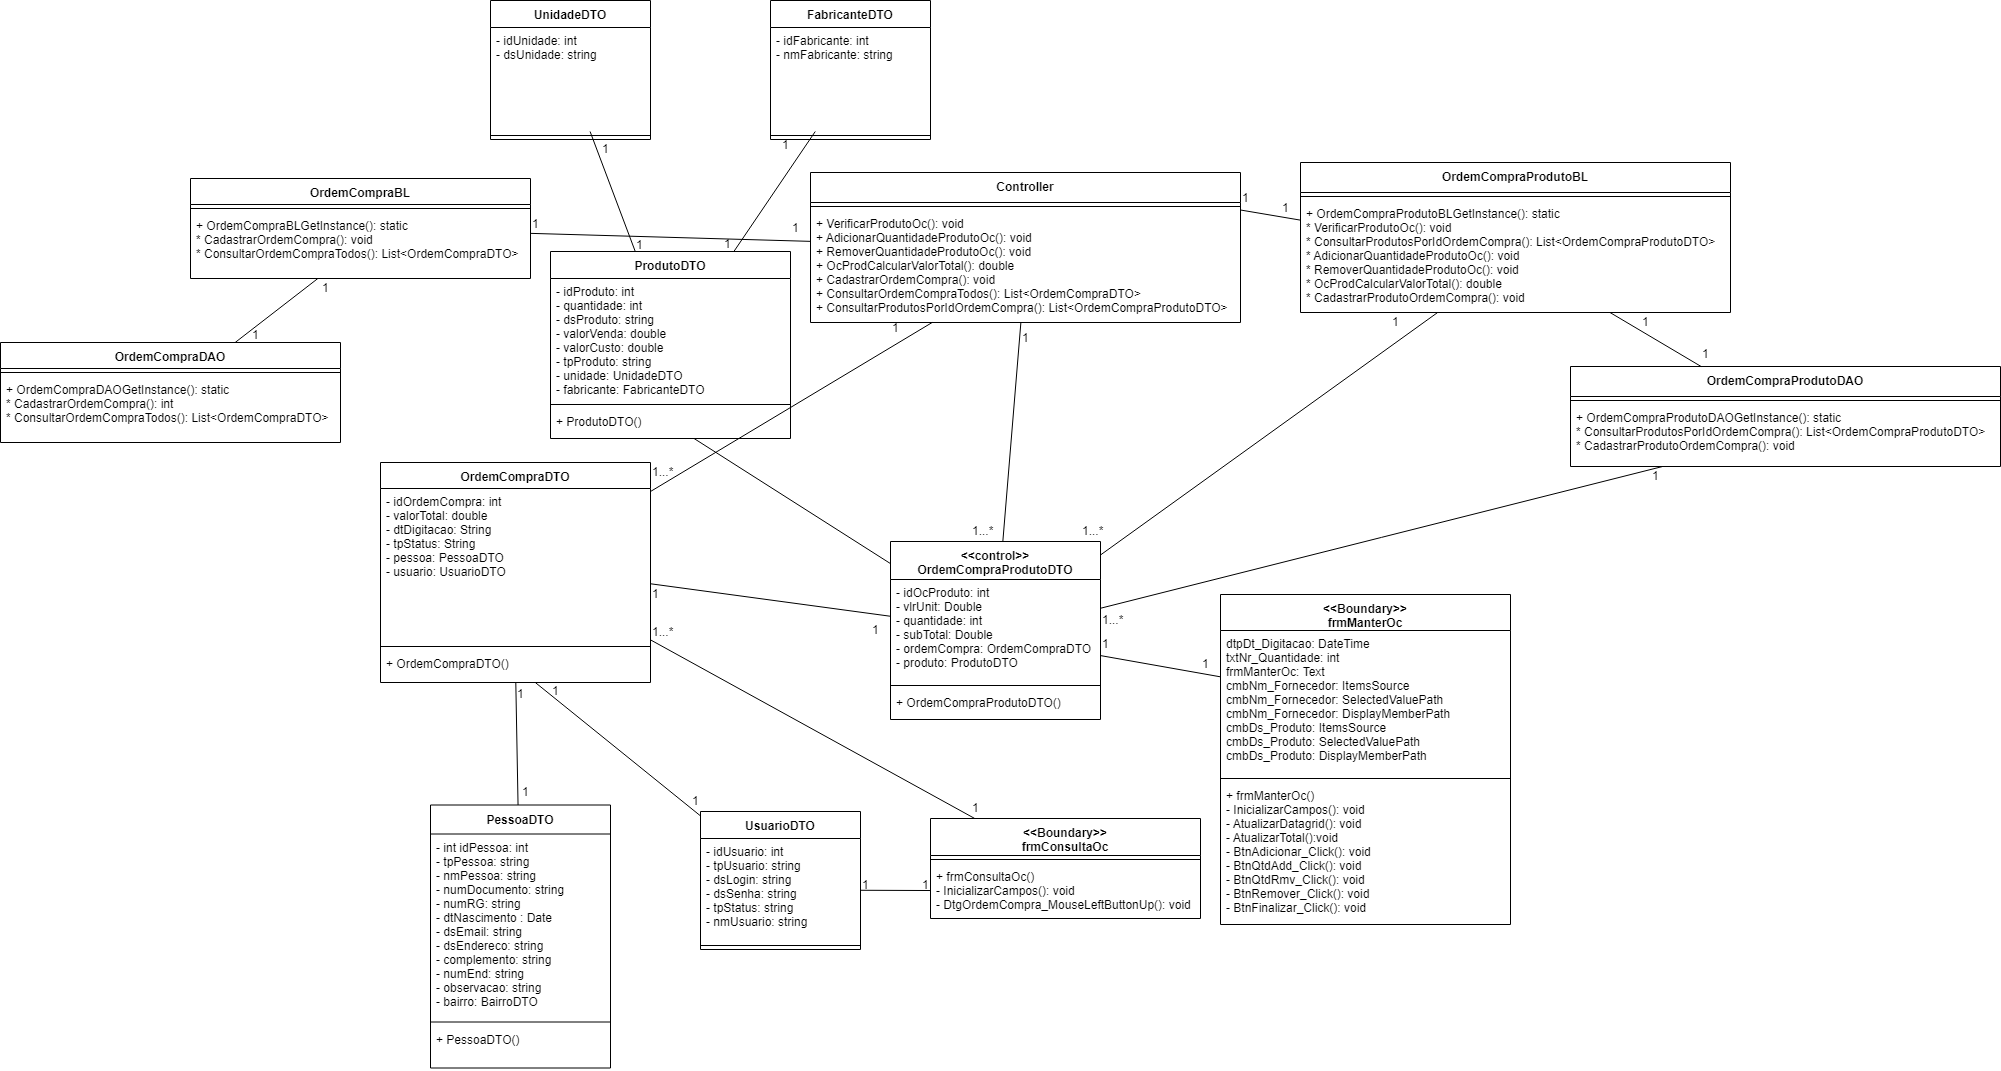 UnidadeDTO
- idUnidade: int
- dsUnidade: string
1
1
FabricanteDTO
- idFabricante: int
- nmFabricante: string
1
1
OrdemCompraBL
+ OrdemCompraBLGetInstance(): static
* CadastrarOrdemCompra(): void
* ConsultarOrdemCompraTodos(): List<OrdemCompraDTO>
1
1
1
1
OrdemCompraDAO
+ OrdemCompraDAOGetInstance(): static
* CadastrarOrdemCompra(): int
* ConsultarOrdemCompraTodos(): List<OrdemCompraDTO>
ProdutoDTO
- idProduto: int
- quantidade: int
- dsProduto: string
- valorVenda: double
- valorCusto: double
- tpProduto: string
- unidade: UnidadeDTO
- fabricante: FabricanteDTO
+ ProdutoDTO()
Controller
+ VerificarProdutoOc(): void
+ AdicionarQuantidadeProdutoOc(): void
+ RemoverQuantidadeProdutoOc(): void
+ OcProdCalcularValorTotal(): double
+ CadastrarOrdemCompra(): void
+ ConsultarOrdemCompraTodos(): List<OrdemCompraDTO>
+ ConsultarProdutosPorIdOrdemCompra(): List<OrdemCompraProdutoDTO>
1
1
1
1
OrdemCompraProdutoBL
+ OrdemCompraProdutoBLGetInstance(): static
* VerificarProdutoOc(): void
* ConsultarProdutosPorIdOrdemCompra(): List<OrdemCompraProdutoDTO>
* AdicionarQuantidadeProdutoOc(): void
* RemoverQuantidadeProdutoOc(): void
* OcProdCalcularValorTotal(): double
* CadastrarProdutoOrdemCompra(): void
1
1
1
OrdemCompraProdutoDAO
+ OrdemCompraProdutoDAOGetInstance(): static
* ConsultarProdutosPorIdOrdemCompra(): List<OrdemCompraProdutoDTO>
* CadastrarProdutoOrdemCompra(): void
1
OrdemCompraDTO
- idOrdemCompra: int
- valorTotal: double
- dtDigitacao: String
- tpStatus: String
- pessoa: PessoaDTO
- usuario: UsuarioDTO
+ OrdemCompraDTO()
1...*
1
1...*
1
1
1...*
1...*
<<control>>
OrdemCompraProdutoDTO
- idOcProduto: int
- vlrUnit: Double
- quantidade: int
- subTotal: Double
- ordemCompra: OrdemCompraDTO
- produto: ProdutoDTO
+ OrdemCompraProdutoDTO()
1
1...*
1
1
<<Boundary>>
frmManterOc
dtpDt_Digitacao: DateTime
txtNr_Quantidade: int
frmManterOc: Text
cmbNm_Fornecedor: ItemsSource
cmbNm_Fornecedor: SelectedValuePath
cmbNm_Fornecedor: DisplayMemberPath
cmbDs_Produto: ItemsSource
cmbDs_Produto: SelectedValuePath
cmbDs_Produto: DisplayMemberPath
+ frmManterOc()
- InicializarCampos(): void
- AtualizarDatagrid(): void
- AtualizarTotal():void
- BtnAdicionar_Click(): void
- BtnQtdAdd_Click(): void
- BtnQtdRmv_Click(): void
- BtnRemover_Click(): void
- BtnFinalizar_Click(): void
1
PessoaDTO
- int idPessoa: int
- tpPessoa: string
- nmPessoa: string
- numDocumento: string
- numRG: string
- dtNascimento : Date
- dsEmail: string
- dsEndereco: string
- complemento: string
- numEnd: string
- observacao: string
- bairro: BairroDTO
+ PessoaDTO()
1
UsuarioDTO
- idUsuario: int
- tpUsuario: string
- dsLogin: string
- dsSenha: string
- tpStatus: string
- nmUsuario: string
1
1
1
<<Boundary>>
frmConsultaOc
+ frmConsultaOc()
- InicializarCampos(): void
- DtgOrdemCompra_MouseLeftButtonUp(): void